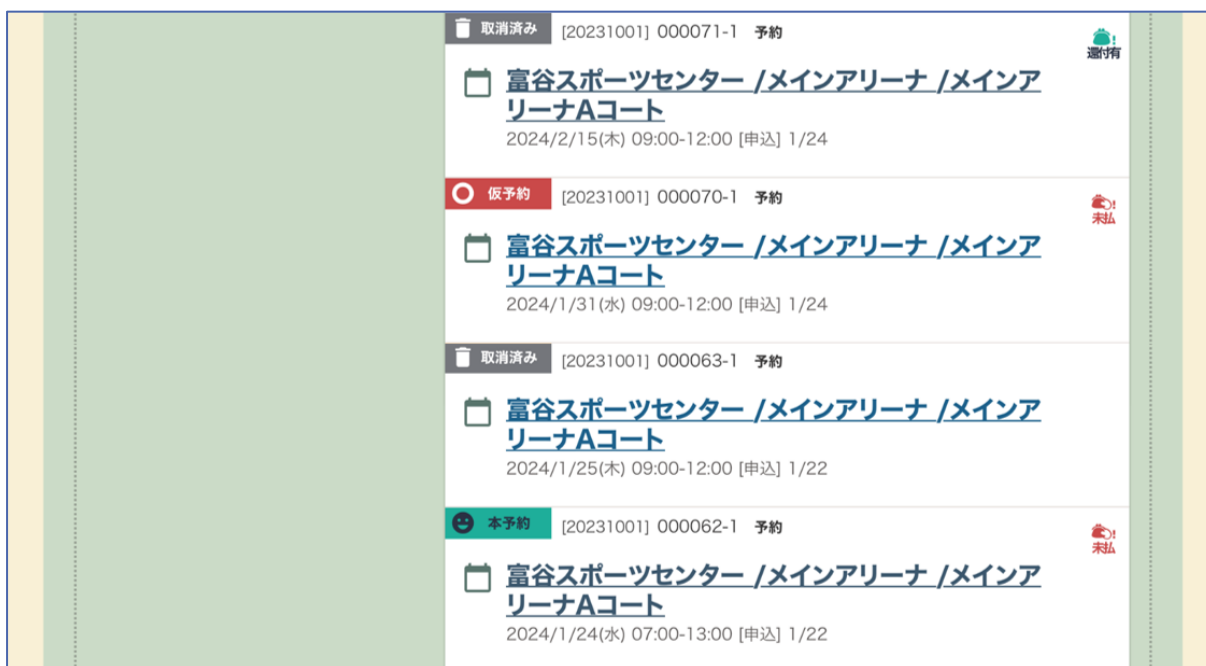 取消済み [20231001] 000071-1 予約
還付有
富谷スポーツセンター /メインアリーナ /メインア
リーナAコート
2024/2/15(木) 09:00-12:00 [申込] 1/24
仮予約 [20231001] 000070-1 予約
未払
富谷スポーツセンター /メインアリーナ /メインア
リーナAコート
2024/1/31(水) 09:00-12:00 [申込] 1/24
取消済み [20231001] 000063-1 予約
富谷スポーツセンター /メインアリーナ /メインア
リーナAコート
2024/1/25(木) 09:00-12:00 [申込] 1/22
本予約 [20231001] 000062-1 予約
未払
富谷スポーツセンター /メインアリーナ /メインア
リーナAコート
2024/1/24(水) 07:00-13:00 [申込] 1/22